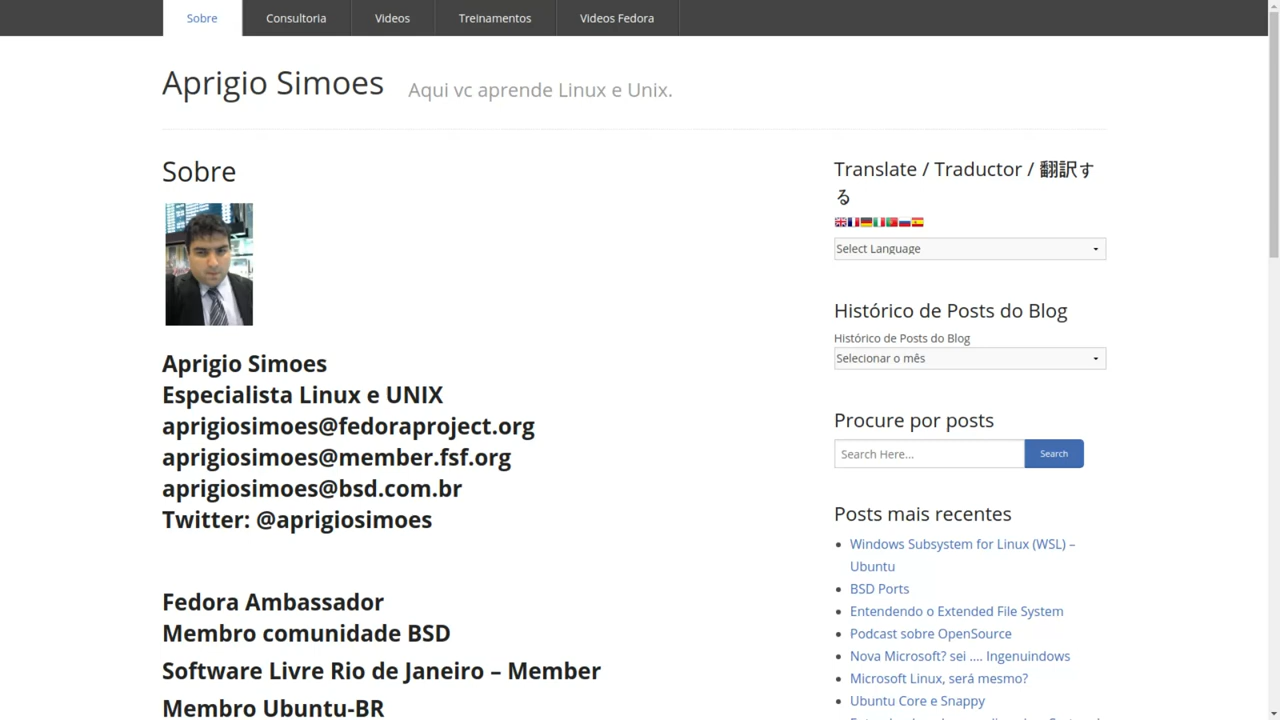 Sobre
Consultoria
Videos
Treinamentos
Videos Fedora
Aprigio Simoes
Aqui vc aprende Linux e Unix.
Sobre
Aprigio Simoes
Especialista Linux e UNIX
aprigiosimoes@fedoraproject.org
aprigiosimoes@member.fsf.org
aprigiosimoes@bsd.com.br
Twitter: @aprigiosimoes
Fedora Ambassador
Membro comunidade BSD
Software Livre Rio de Janeiro – Member
Membro Ubuntu-BR
Translate / Traductor / 翻訳す
る
Select Language
Histórico de Posts do Blog
Histórico de Posts do Blog
Selecionar o mês
Procure por posts
Search Here...
Search
Posts mais recentes
Windows Subsystem for Linux (WSL) –
Ubuntu
BSD Ports
Entendendo o Extended File System
Podcast sobre OpenSource
Nova Microsoft? sei .... Ingenuindows
Microsoft Linux, será mesmo?
Ubuntu Core e Snappy